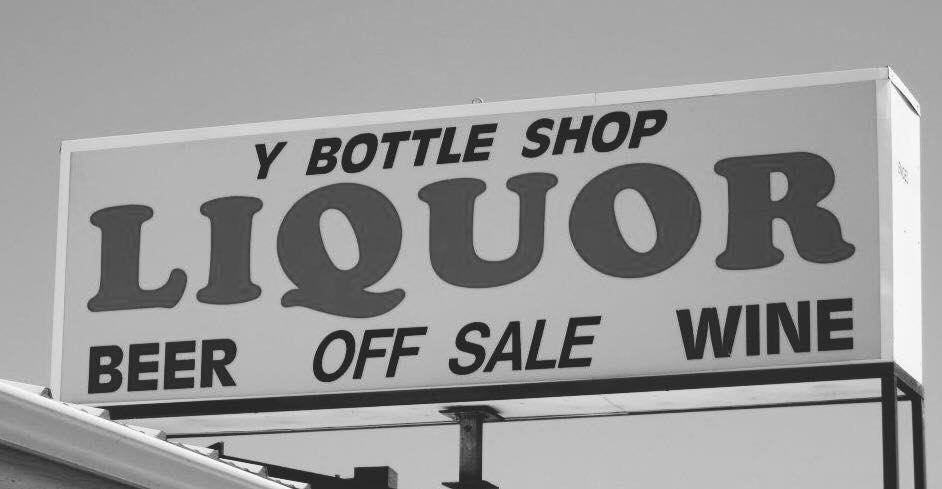 Y BOTTLE SHOP
LIQUOR
BEER OFF SALE WINE